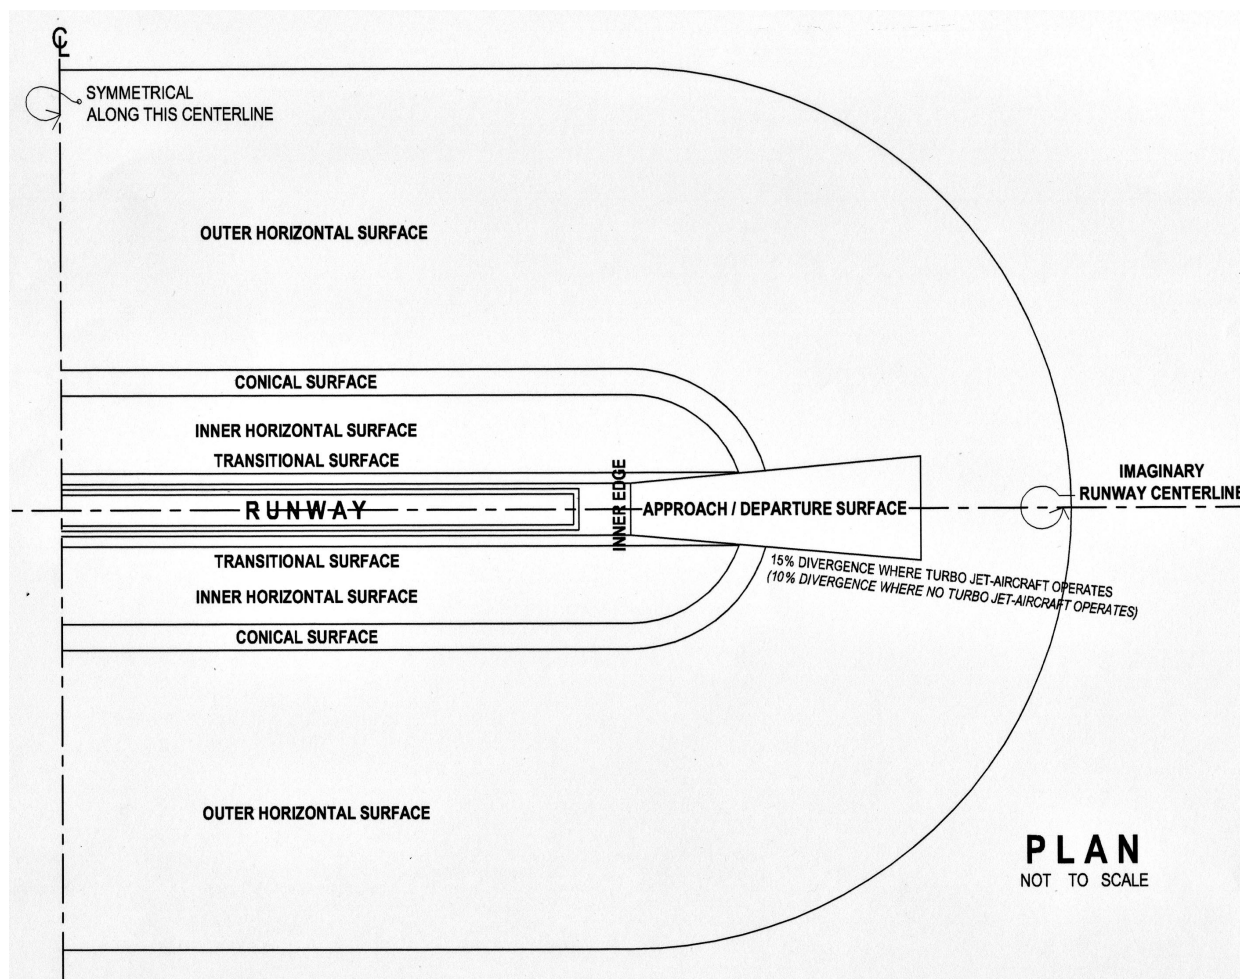 CL
SYMMETRICAL
ALONG THIS CENTERLINE
OUTER HORIZONTAL SURFACE
CONICAL SURFACE
INNER HORIZONTAL SURFACE
TRANSITIONAL SURFACE
RUNWAY
INNER EDGE
APPROACH / DEPARTURE SURFACE
IMAGINARY
RUNWAY CENTERLINE
TRANSITIONAL SURFACE
15% DIVERGENCE WHERE TURBO JET-AIRCRAFT OPERATES
(10% DIVERGENCE WHERE NO TURBO JET-AIRCRAFT OPERATES)
INNER HORIZONTAL SURFACE
CONICAL SURFACE
OUTER HORIZONTAL SURFACE
PLAN
NOT TO SCALE